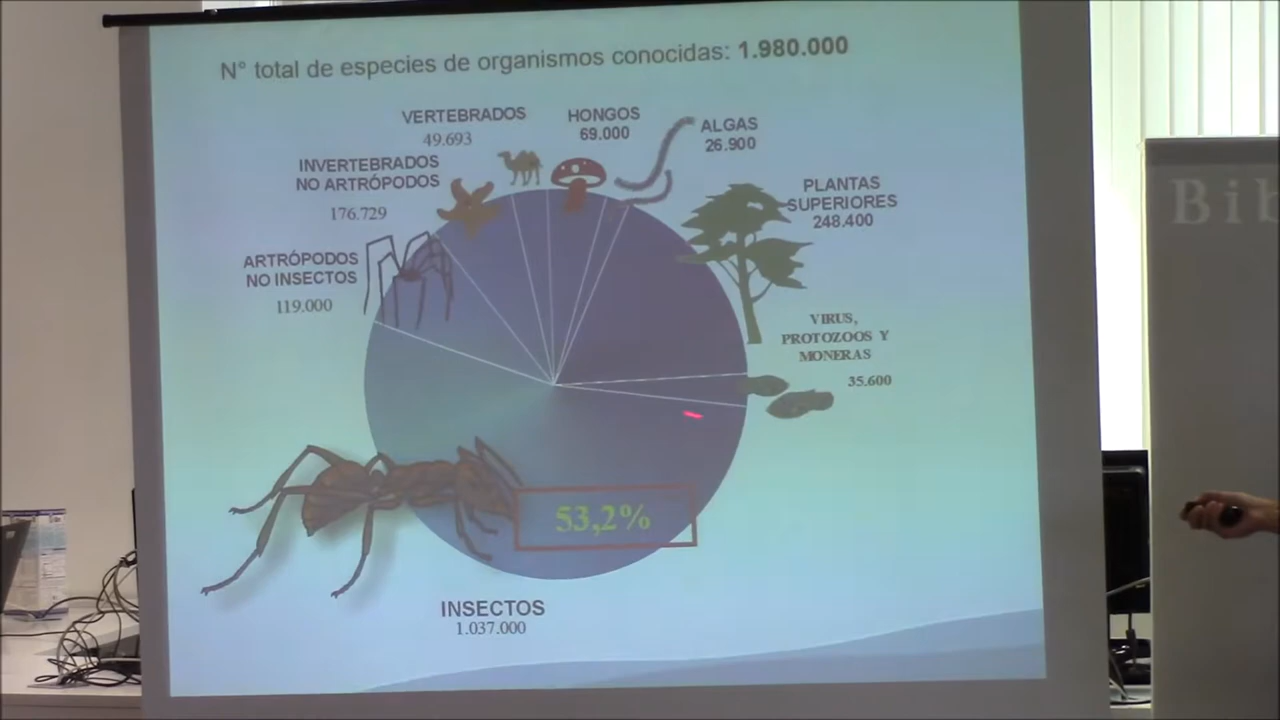 N° total de especies de organismos conocidas: 1.980.000
VERTEBRADOS
49.693
HONGOS
69.000
ALGAS
26.900
INVERTEBRADOS
NO ARTRÓPODOS
176.729
PLANTAS
SUPERIORES
248.400
ARTRÓPODOS
NO INSECTOS
119.000
VIRUS,
PROTOZOOS Y
MONERAS
35.600
53,2%
INSECTOS
1.037.000
Bib